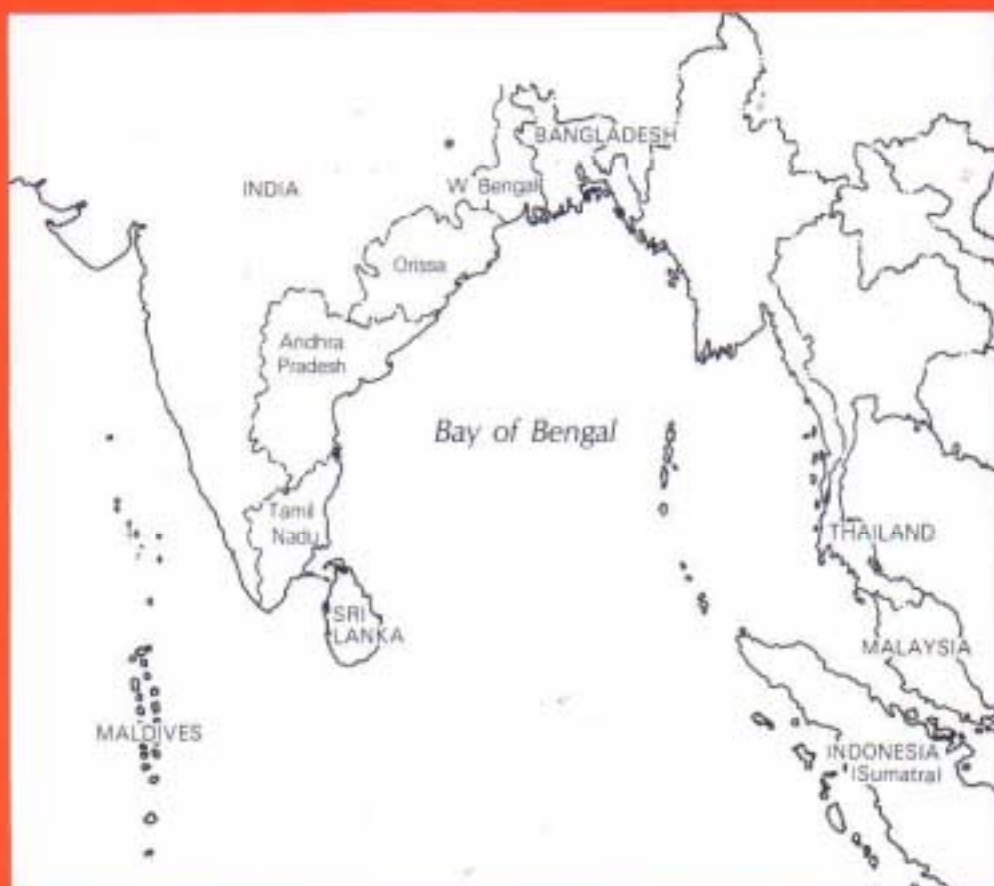 BANGLADESH
INDIA
W. Bengal
Orissa
Andhra
Pradesh
Bay of Bengal
Tamil
Nadu
THAILAND
SRI
LANKA
MALAYSIA
MALDIVES
INDONESIA
(Sumatra)